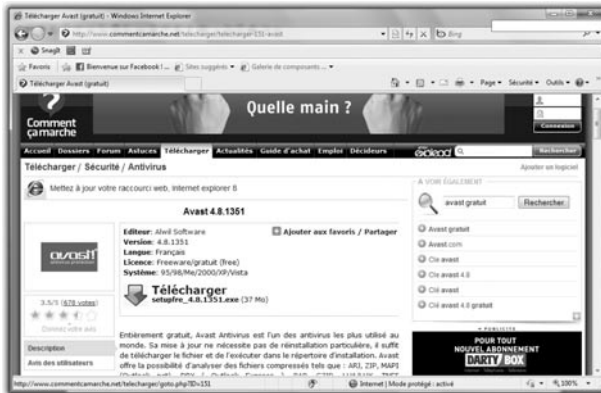 Télécharger Avast (gratuit) - Windows Internet Explorer
http://www.commentcamarche.net/telecharger/telecharger-151-avast
Bing
Snagit
Favoris
Bienvenue sur Facebook ! ...
Sites suggérés
Galerie de composants ...
Télécharger Avast (gratuit)
Page
Sécurité
Outils
Comment
ça marche
Quelle main ?
Connexion
Accueil Dossiers Forum Astuces Télécharger Actualités Guide d'achat Emploi Décideurs
Rechercher
Télécharger / Sécurité / Antivirus
Ajouter un logiciel
Mettez à jour votre raccourci web, internet explorer 8
Avast 4.8.1351
avast!
Editeur: Alwil Software
Version: 4.8.1351
Langue: Français
Licence: Freeware/gratuit (free)
Système: 95/98/Me/2000/XP/Vista
Ajouter aux favoris / Partager
Télécharger
setupfre_4.8.1351.exe (37 Mo)
3.5/5 (678 votes)
Donnez votre avis
Description
Avis des utilisateurs
Entièrement gratuit, Avast Antivirus est l'un des antivirus les plus utilisé au
monde. Sa mise à jour ne nécessite pas de réinstallation particulière, il suffit
de télécharger le fichier et de l'exécuter dans le répertoire d'installation. Avast
offre la possibilité d'analyser des fichiers compressés tels que : ARJ, ZIP, MAPI
A VOIR ÉGALEMENT
avast gratuit
Rechercher
Avast gratuit
Avast com
Cle avast
Cle avast 4.8
Clé avast
Clé avast 4.8 gratuit
PUBLICITÉ
POUR TOUT
NOUVEL ABONNEMENT
DARTY BOX
http://www.commentcamarche.net/telecharger/goto.php?ID=151
Internet | Mode protégé : activé
100%